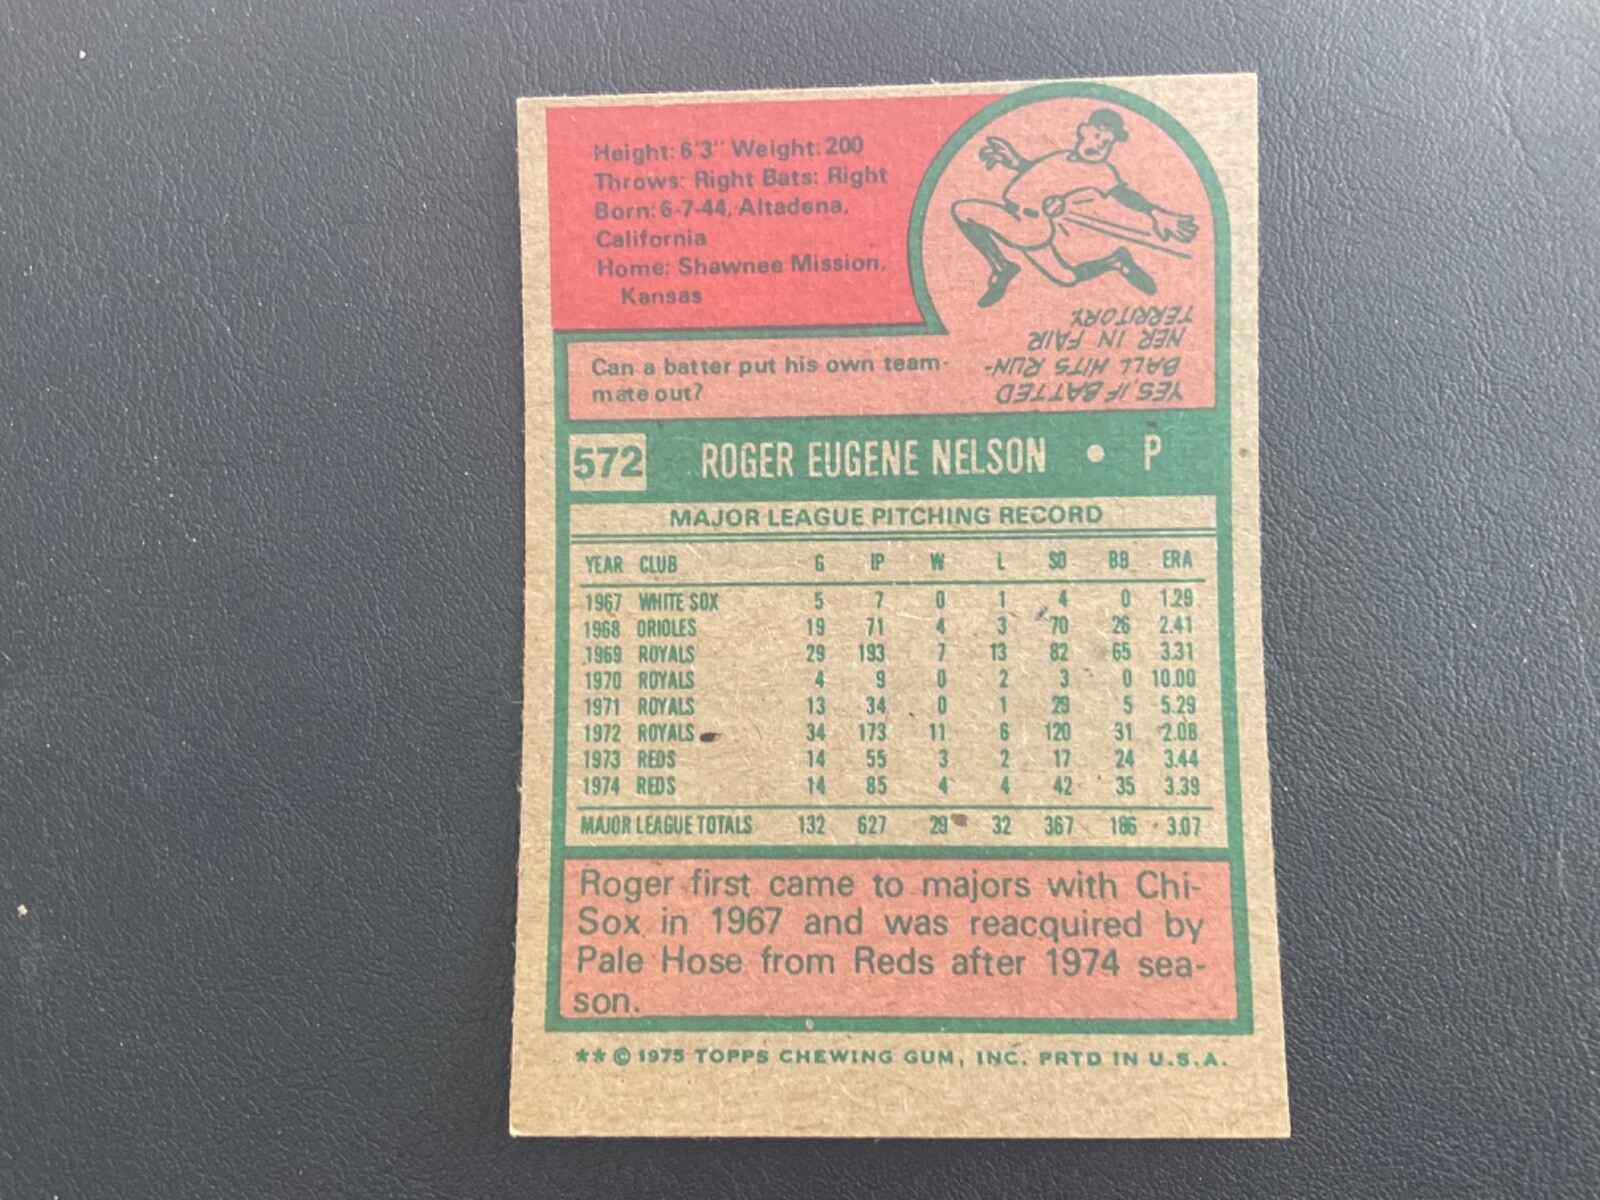 Height: 6'3" Weight: 200
Throws: Right Bats: Right
Born: 6-7-44, Altadena,
California
Home: Shawnee Mission,
Kansas
Can a batter put his own team-
mate out?
YES, IF BATTED
BALL HITS RUN-
NER IN FAIR
TERRITORY.
572 ROGER EUGENE NELSON • P
MAJOR LEAGUE PITCHING RECORD
YEAR CLUB G IP W L SO BB ERA
1967 WHITE SOX 5 7 0 1 4 0 1.29
1968 ORIOLES 19 71 4 3 70 26 2.41
1969 ROYALS 29 193 7 13 82 65 3.31
1970 ROYALS 4 9 0 2 3 0 10.00
1971 ROYALS 13 34 0 1 29 5 5.29
1972 ROYALS 34 173 11 6 120 31 2.08
1973 REDS 14 55 3 2 17 24 3.44
1974 REDS 14 85 4 4 42 35 3.39
MAJOR LEAGUE TOTALS 132 627 29 32 367 186 3.07
Roger first came to majors with Chi-
Sox in 1967 and was reacquired by
Pale Hose from Reds after 1974 sea-
son.
** © 1975 TOPPS CHEWING GUM, INC. PRTD IN U.S.A.